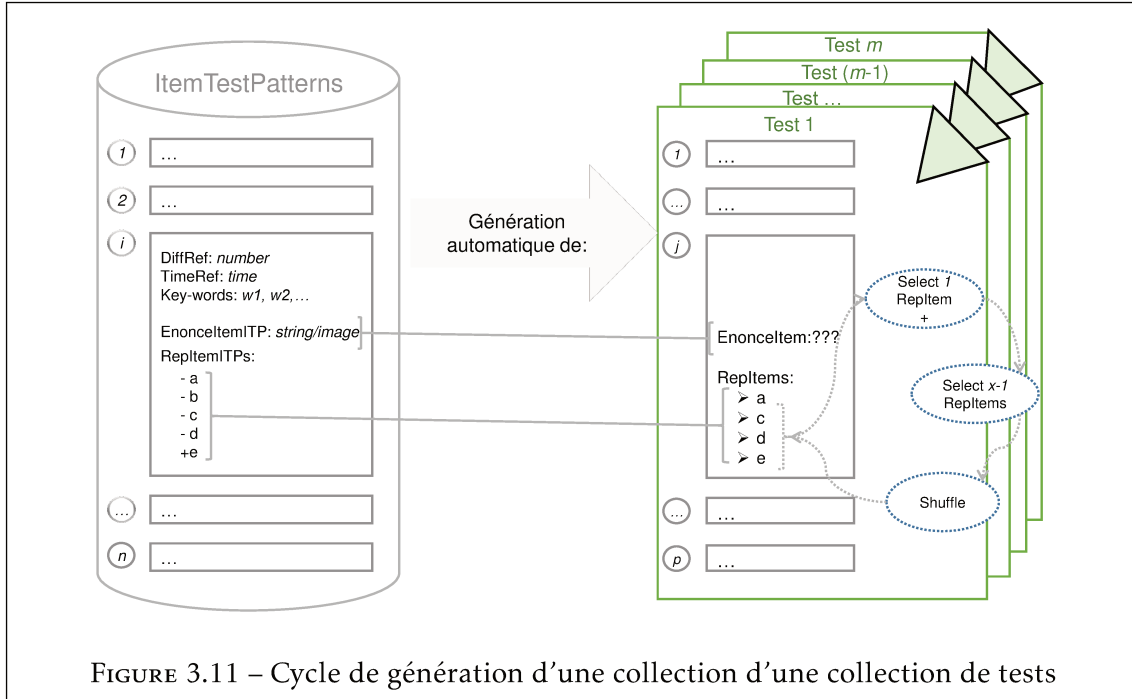 ItemTestPatterns
1
...
2
...
i
DiffRef: number
TimeRef: time
Key-words: w1, w2,...
EnonceItemITP: string/image
RepItemITPs:
- a
- b
- c
- d
+e
...
...
n
...
Génération
automatique de:
Test m
Test (m-1)
Test ...
Test 1
1
...
...
...
j
EnonceItem:???
RepItems:
➢ a
➢ c
➢ d
➢ e
...
...
p
...
Select 1
RepItem
+
Select x-1
RepItems
Shuffle
FIGURE 3.11 – Cycle de génération d'une collection d'une collection de tests